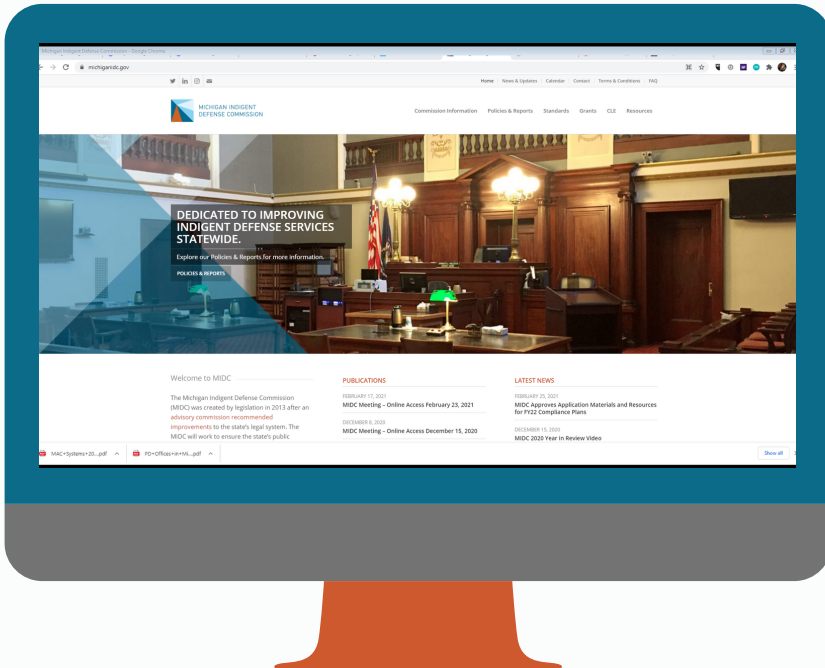 Michigan Indigent Defense Commission - Google Chrome
michiganidc.gov
Home News & Updates Calendar Contact Terms & Conditions FAQ
MICHIGAN INDIGENT
DEFENSE COMMISSION
Commission Information Policies & Reports Standards Grants CLE Resources
DEDICATED TO IMPROVING
INDIGENT DEFENSE SERVICES
STATEWIDE.
Explore our Policies & Reports for more information.
POLICIES & REPORTS
Welcome to MIDC
The Michigan Indigent Defense Commission
(MIDC) was created by legislation in 2013 after an
advisory commission recommended
improvements to the state's legal system. The
MIDC will work to ensure the state's public
PUBLICATIONS
FEBRUARY 17, 2021
MIDC Meeting – Online Access February 23, 2021
DECEMBER 8, 2020
MIDC Meeting – Online Access December 15, 2020
LATEST NEWS
FEBRUARY 25, 2021
MIDC Approves Application Materials and Resources
for FY22 Compliance Plans
DECEMBER 15, 2020
MIDC 2020 Year in Review Video
MAC+Systems+20....pdf PD+Offices+in+Mi....pdf Show all